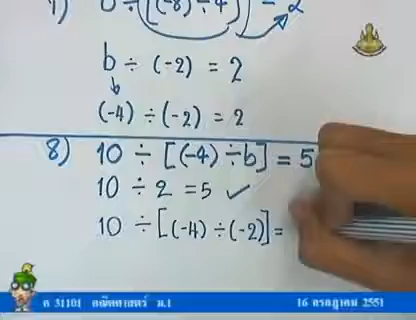 b ÷ (-2) = 2
b
(-4) ÷ (-2) = 2
8) 10 ÷ [(-4) ÷ b] = 5
10 ÷ 2 = 5 ✓
10 ÷ [(-4) ÷ (-2)] =
ค 31101 คณิตศาสตร์ ม.1 16 กรกฎาคม 2551